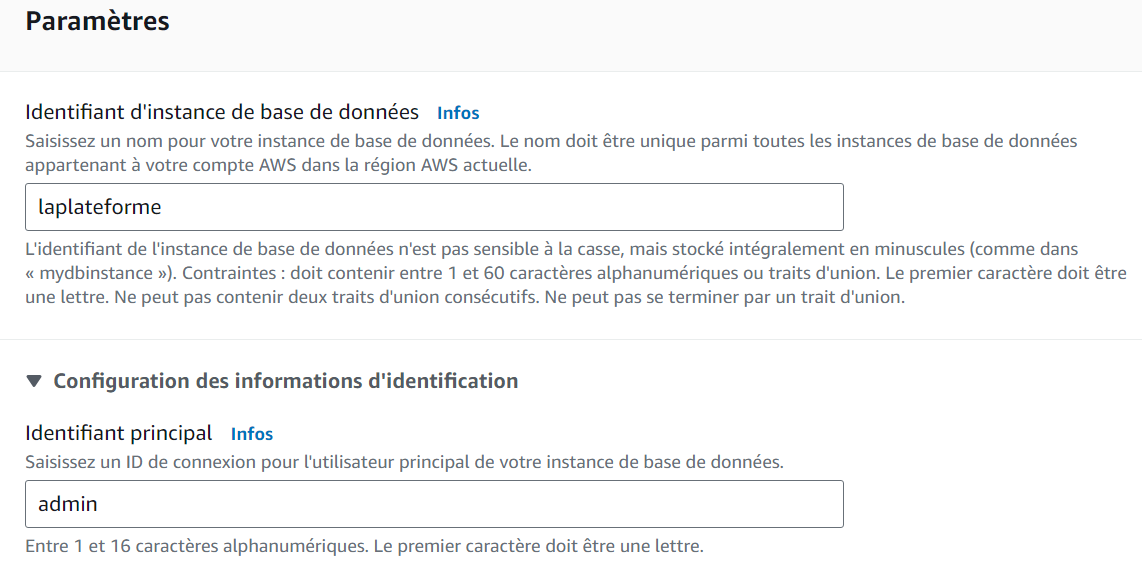 Paramètres
Identifiant d'instance de base de données Infos
Saisissez un nom pour votre instance de base de données. Le nom doit être unique parmi toutes les instances de base de données
appartenant à votre compte AWS dans la région AWS actuelle.
laplateforme
L'identifiant de l'instance de base de données n'est pas sensible à la casse, mais stocké intégralement en minuscules (comme dans
« mydbinstance »). Contraintes : doit contenir entre 1 et 60 caractères alphanumériques ou traits d'union. Le premier caractère doit être
une lettre. Ne peut pas contenir deux traits d'union consécutifs. Ne peut pas se terminer par un trait d'union.
Configuration des informations d'identification
Identifiant principal Infos
Saisissez un ID de connexion pour l'utilisateur principal de votre instance de base de données.
admin
Entre 1 et 16 caractères alphanumériques. Le premier caractère doit être une lettre.